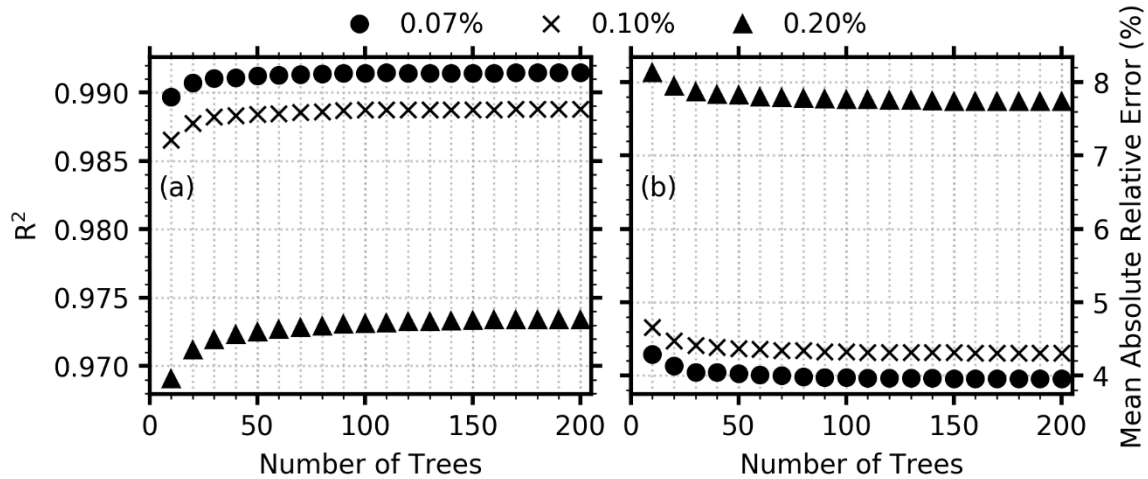 0.07% 0.10% 0.20%
R²
0.990
0.985
0.980
0.975
0.970
(a)
0 50 100 150 200
Number of Trees
(b)
8
7
6
5
4
Mean Absolute Relative Error (%)
0 50 100 150 200
Number of Trees